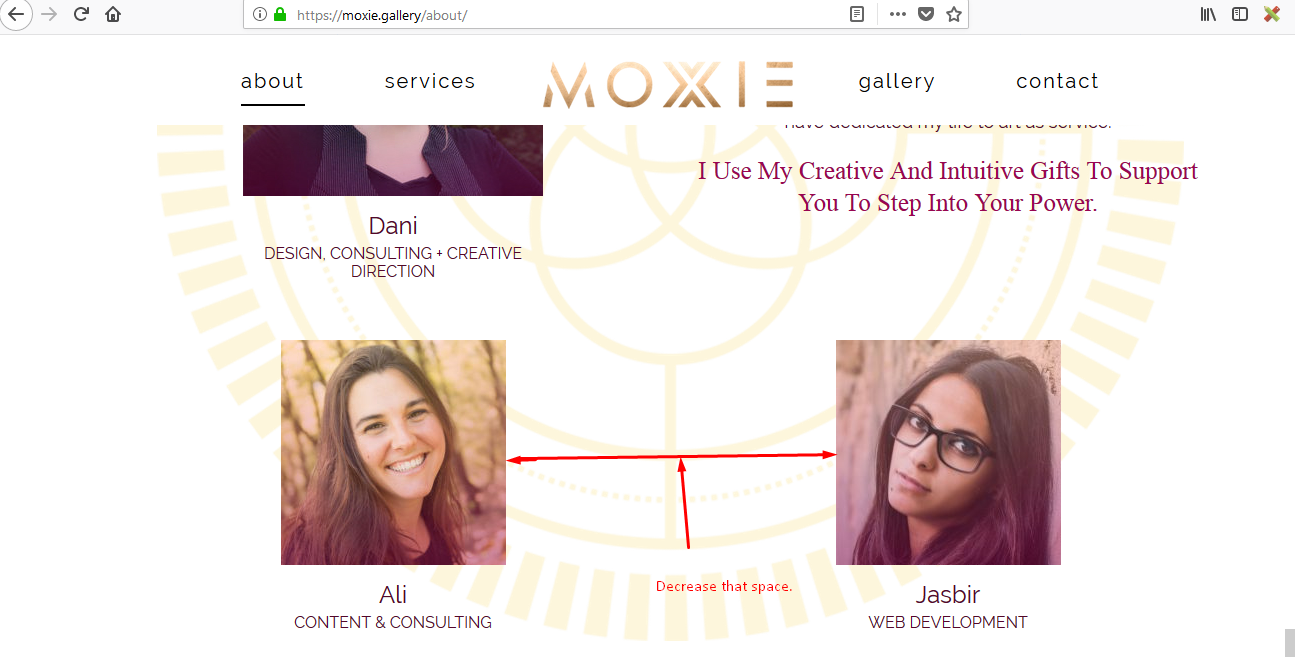 https://moxie.gallery/about/
about services MOXIE gallery contact
have dedicated my life to art as service.
I Use My Creative And Intuitive Gifts To Support
You To Step Into Your Power.
Dani
DESIGN, CONSULTING + CREATIVE
DIRECTION
Decrease that space.
Ali
CONTENT & CONSULTING
Jasbir
WEB DEVELOPMENT